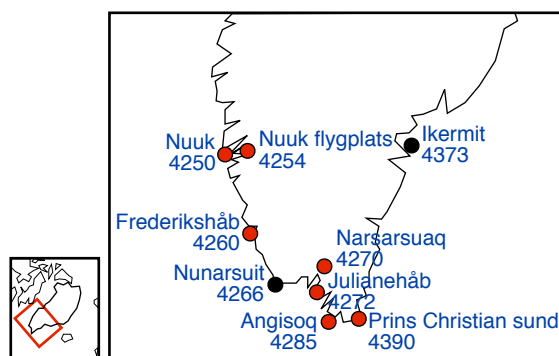 Nuuk
4250
Nuuk flygplats
4254
Ikermit
4373
Frederikshåb
4260
Narsarsuaq
4270
Nunarsuit
4266
Julianehåb
4272
Angisoq
4285
Prins Christian sund
4390